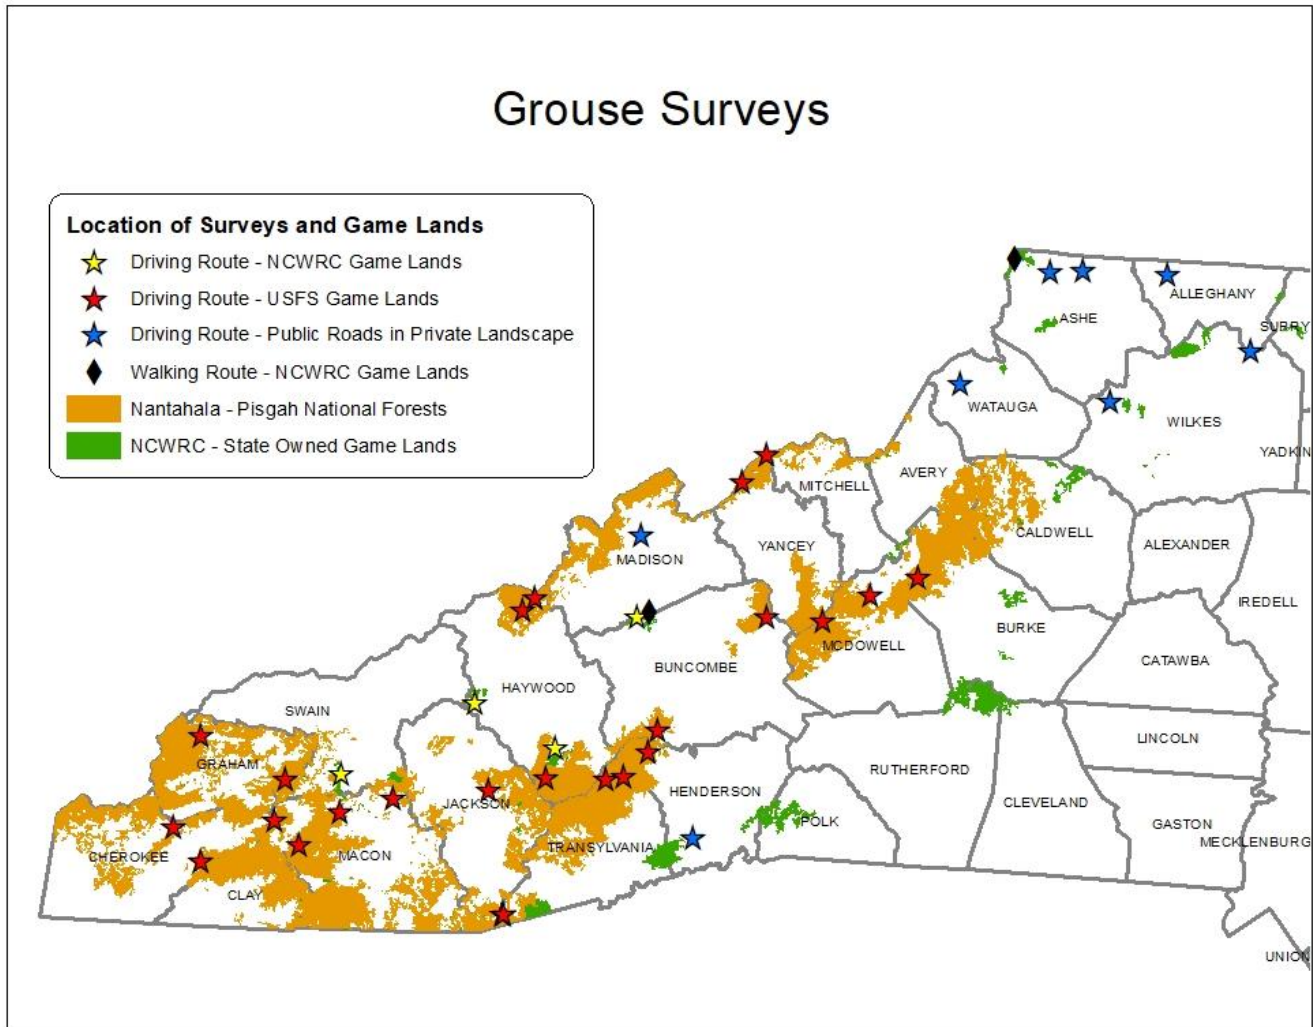 Grouse Surveys
Location of Surveys and Game Lands
Driving Route - NCWRC Game Lands
Driving Route - USFS Game Lands
Driving Route - Public Roads in Private Landscape
Walking Route - NCWRC Game Lands
Nantahala - Pisgah National Forests
NCWRC - State Owned Game Lands
ALLEGHANY
ASHE
SURRY
WATAUGA
WILKES
YADKIN
AVERY
MITCHELL
CALDWELL
ALEXANDER
YANCEY
MADISON
IREDELL
BURKE
MCDOWELL
CATAWBA
BUNCOMBE
HAYWOOD
SWAIN
LINCOLN
GRAHAM
RUTHERFORD
HENDERSON
JACKSON
CLEVELAND
POLK
GASTON
MECKLENBURG
TRANSYLVANIA
MACON
CHEROKEE
CLAY
UNION